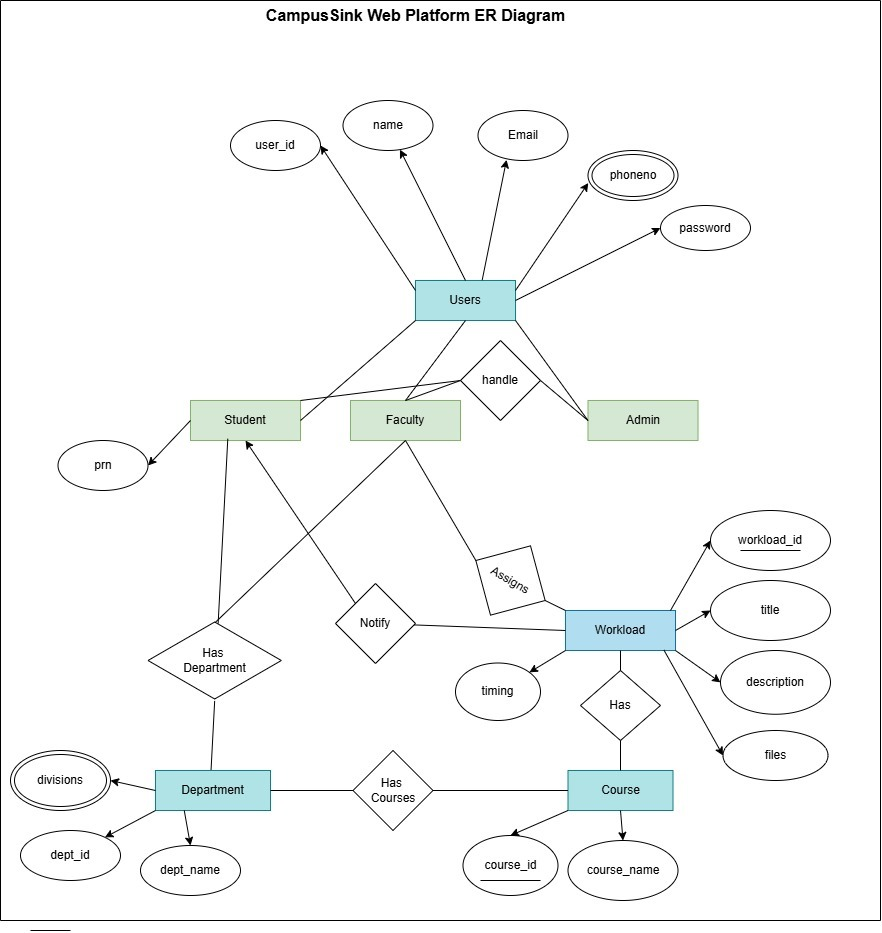 CampusSink Web Platform ER Diagram
user_id
name
Email
phoneno
password
Users
handle
Student
Faculty
Admin
prn
workload_id
Assigns
title
Notify
Workload
Has
Department
timing
Has
description
files
divisions
Department
Has
Courses
Course
dept_id
dept_name
course_id
course_name